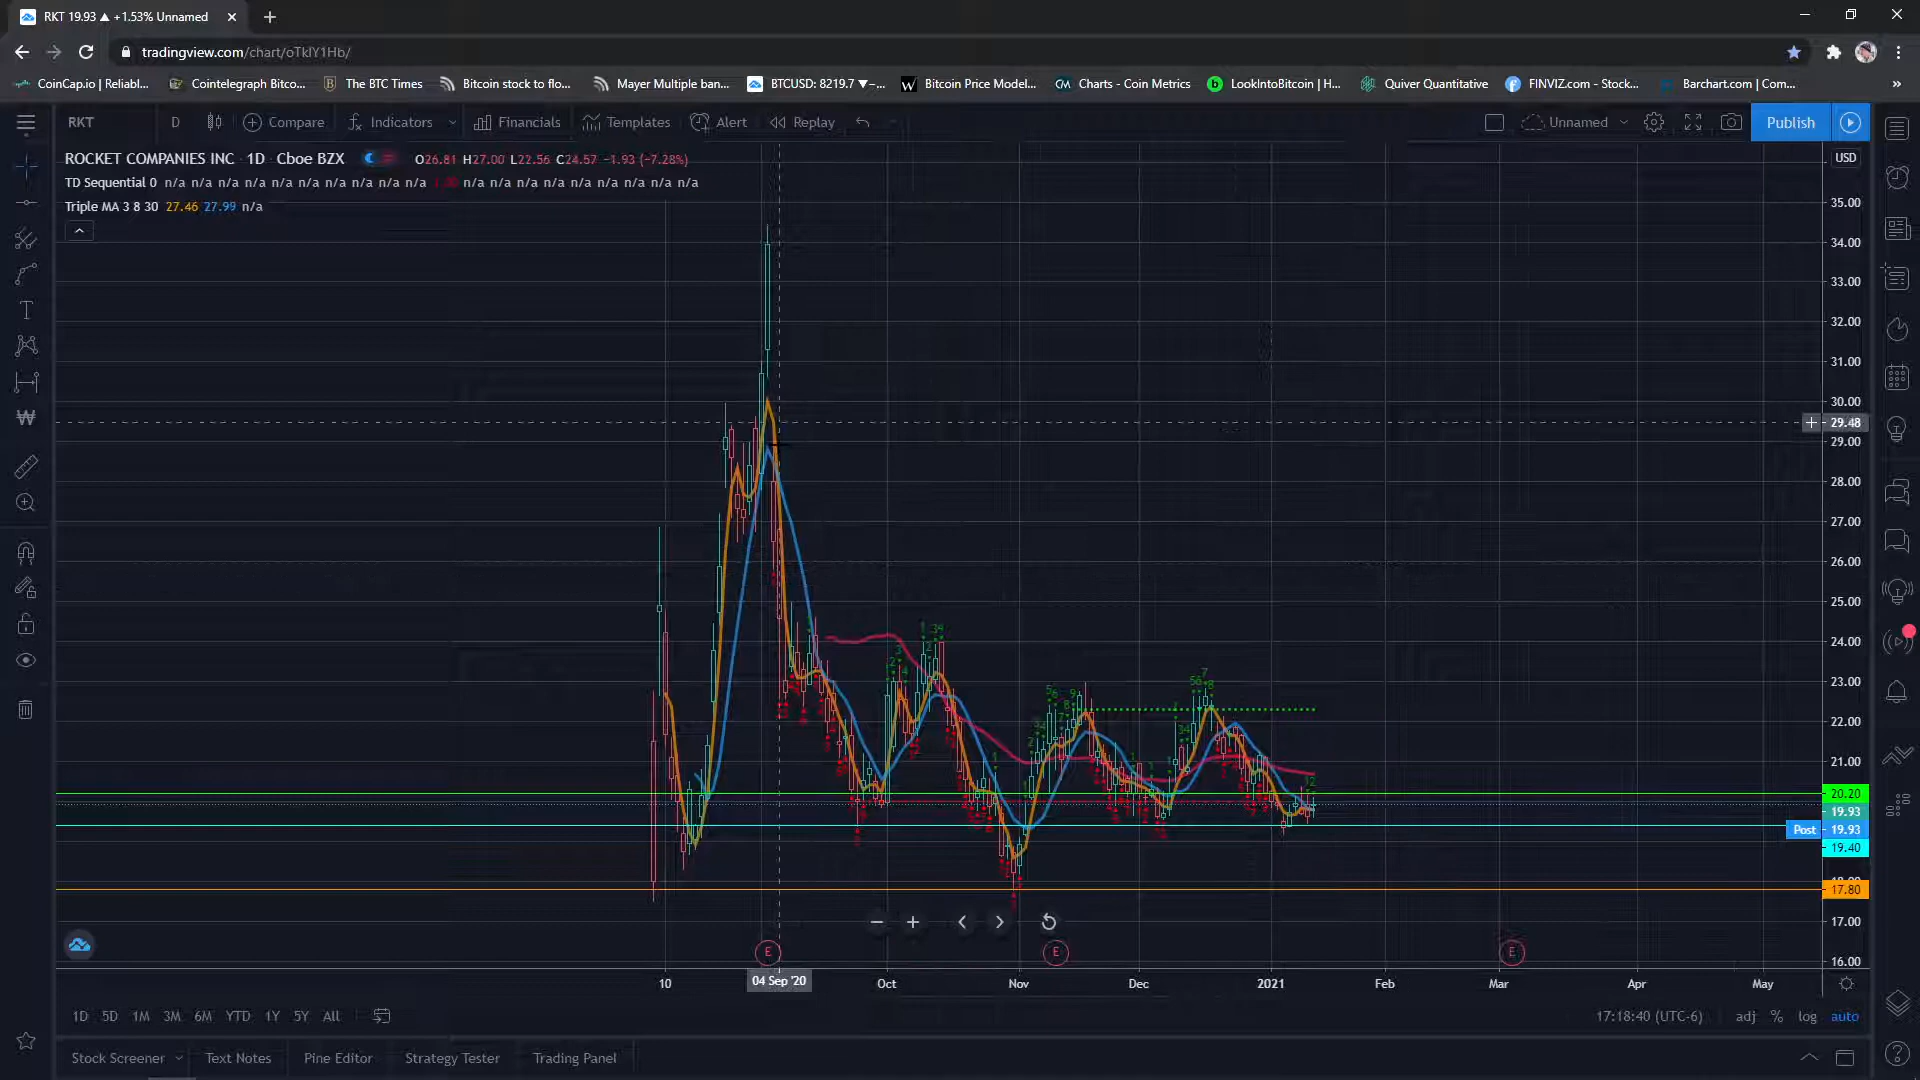 RKT 19.93 ▲ +1.53% Unnamed
tradingview.com/chart/oTkIY1Hb/
CoinCap.io | Reliabl... Cointelegraph Bitco... The BTC Times Bitcoin stock to flo... Mayer Multiple ban... BTCUSD: 8219.7 ▼−... Bitcoin Price Model... Charts - Coin Metrics LookIntoBitcoin | H... Quiver Quantitative FINVIZ.com - Stock... Barchart.com | Com... »
RKT D Compare Indicators Financials Templates Alert Replay Unnamed Publish
ROCKET COMPANIES INC · 1D · Cboe BZX O26.81 H27.00 L22.56 C24.57 −1.93 (−7.28%)
USD
TD Sequential 0 n/a n/a n/a n/a n/a n/a n/a n/a n/a n/a 1.00 n/a n/a n/a n/a n/a n/a n/a n/a n/a
Triple MA 3 8 30 27.46 27.99 n/a
35.00
34.00
33.00
32.00
31.00
30.00
29.48
29.00
28.00
27.00
26.00
25.00
24.00
23.00
22.00
21.00
20.20
19.93
Post 19.93
19.40
17.80
17.00
16.00
E E E
10 04 Sep '20 Oct Nov Dec 2021 Feb Mar Apr May
1D 5D 1M 3M 6M YTD 1Y 5Y All 17:18:40 (UTC-6) adj % log auto
Stock Screener Text Notes Pine Editor Strategy Tester Trading Panel